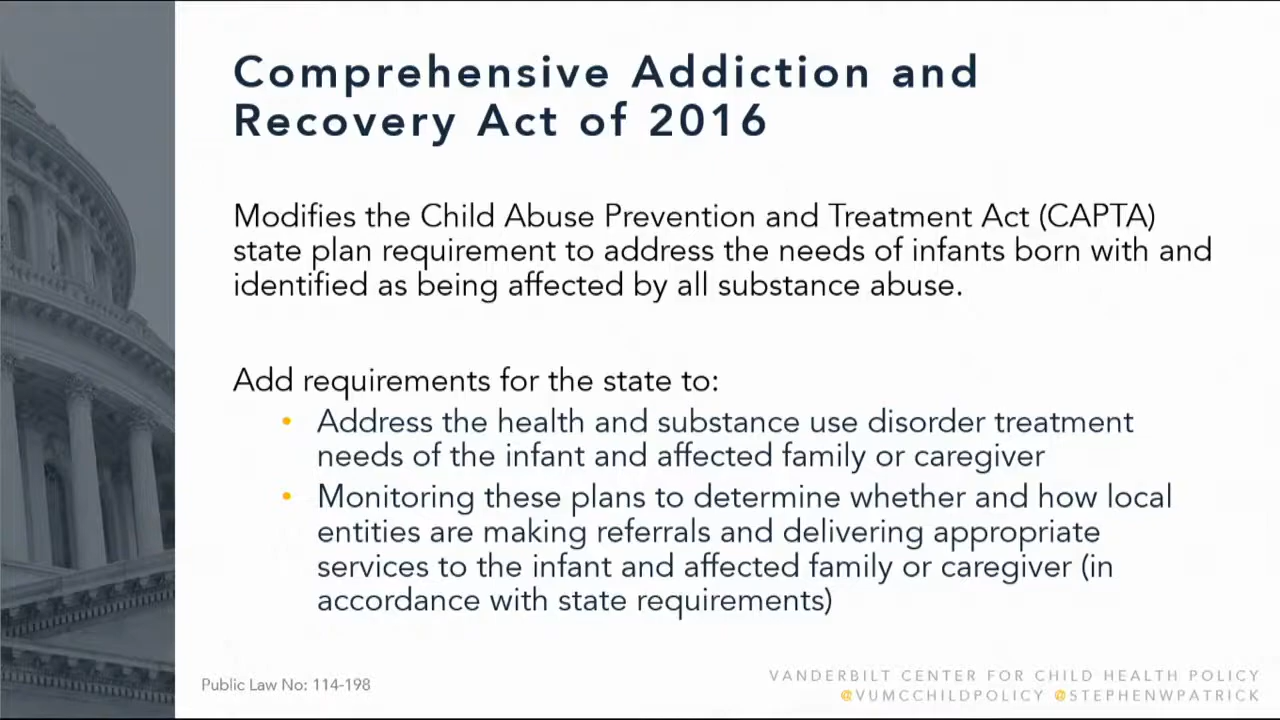 Comprehensive Addiction and
Recovery Act of 2016
Modifies the Child Abuse Prevention and Treatment Act (CAPTA)
state plan requirement to address the needs of infants born with and
identified as being affected by all substance abuse.
Add requirements for the state to:
• Address the health and substance use disorder treatment
needs of the infant and affected family or caregiver
• Monitoring these plans to determine whether and how local
entities are making referrals and delivering appropriate
services to the infant and affected family or caregiver (in
accordance with state requirements)
Public Law No: 114-198
VANDERBILT CENTER FOR CHILD HEALTH POLICY
@VUMCCHILDPOLICY @STEPHENWPATRICK